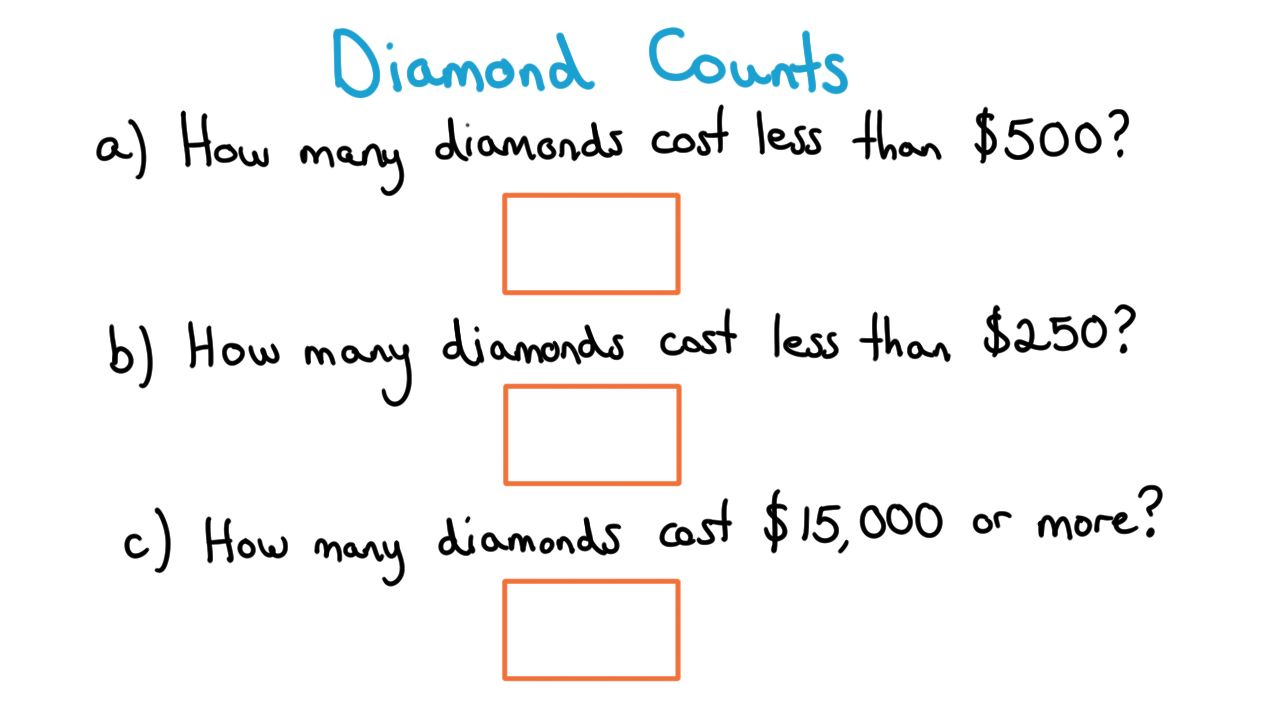 Diamond Counts
a) How many diamonds cost less than $500?
b) How many diamonds cost less than $250?
c) How many diamonds cost $15,000 or more?